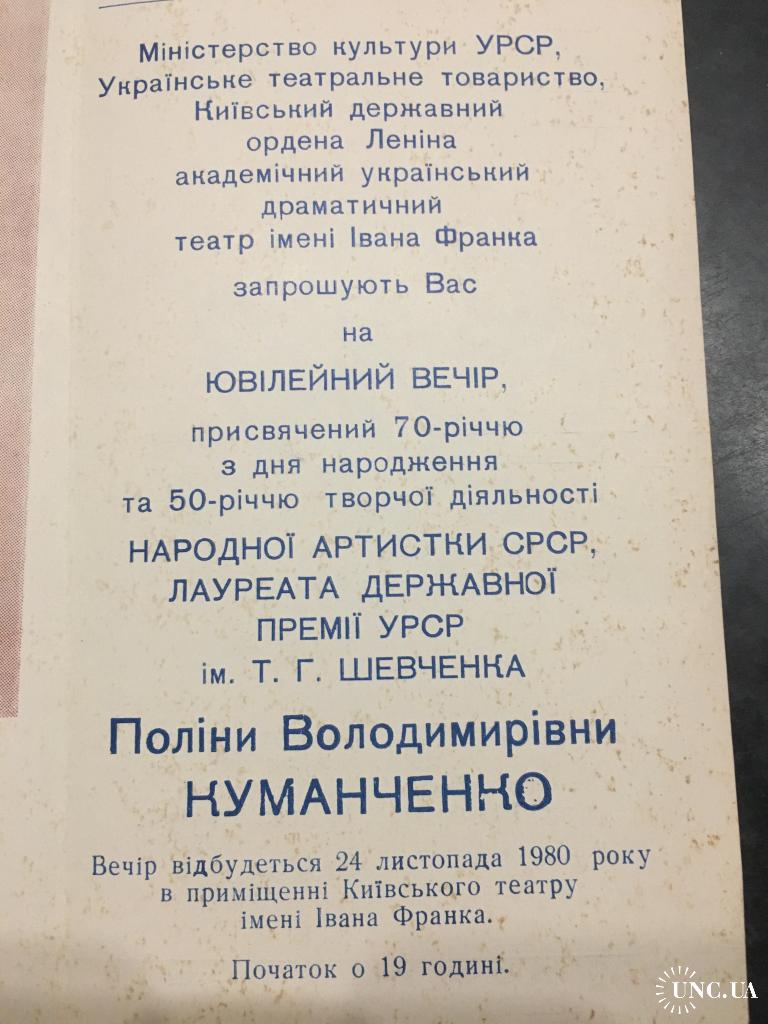 Міністерство культури УРСР,
Українське театральне товариство,
Київський державний
ордена Леніна
академічний український
драматичний
театр імені Івана Франка
запрошують Вас
на
ЮВІЛЕЙНИЙ ВЕЧІР,
присвячений 70-річчю
з дня народження
та 50-річчю творчої діяльності
НАРОДНОЇ АРТИСТКИ СРСР,
ЛАУРЕАТА ДЕРЖАВНОЇ
ПРЕМІЇ УРСР
ім. Т. Г. ШЕВЧЕНКА
Поліни Володимирівни
КУМАНЧЕНКО
Вечір відбудеться 24 листопада 1980 року
в приміщенні Київського театру
імені Івана Франка.
Початок о 19 годині.
UNC.UA